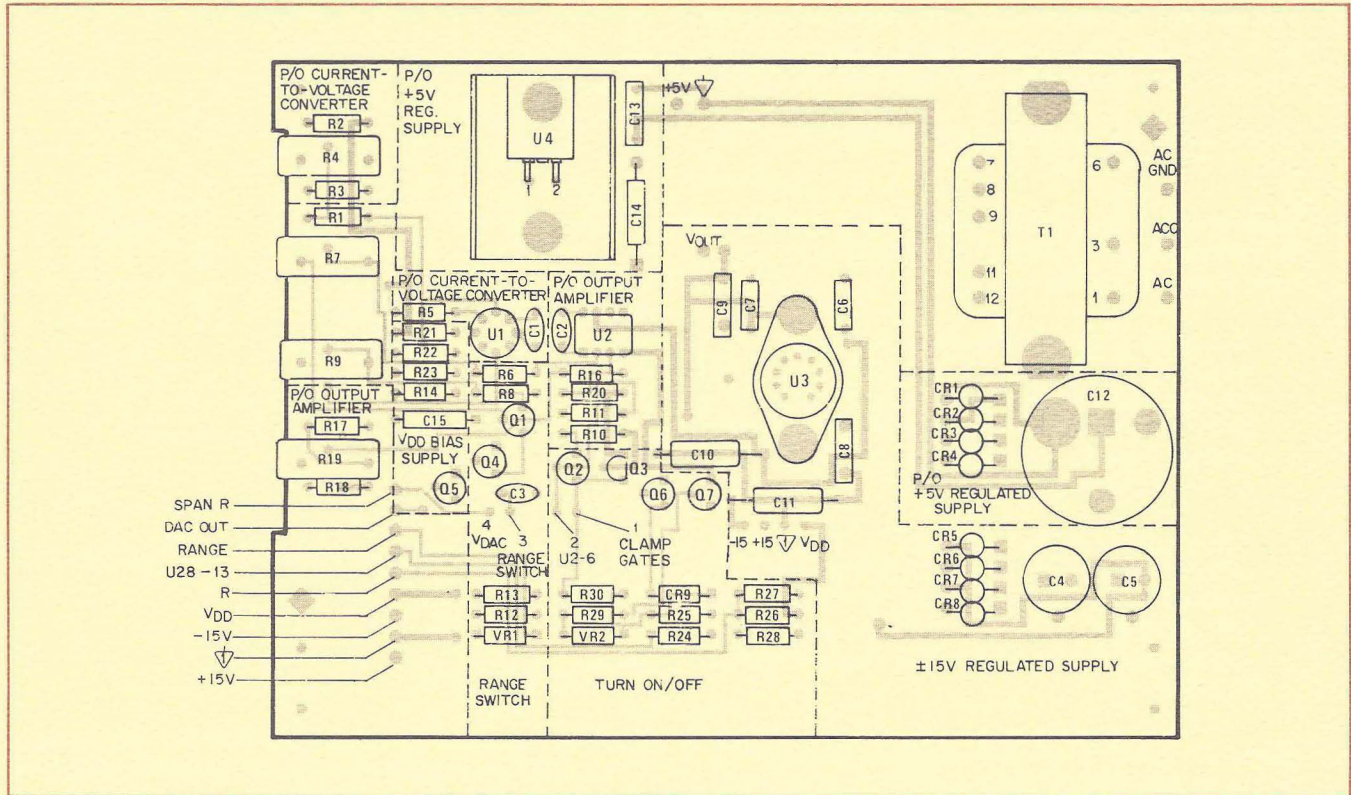 P/O CURRENT-
TO-VOLTAGE
CONVERTER
P/O
+5V
REG.
SUPPLY
R2
R4
R3
R1
R7
R9
P/O OUTPUT
AMPLIFIER
R17
R19
R18
U4
1 2
C13
C14
+5V
VOUT
P/O CURRENT-TO-
VOLTAGE CONVERTER
R5
R21
R22
R23
R14
C15
U1
C1
R6
R8
Q1
VDD BIAS
SUPPLY
Q4
Q5
C3
4
VDAC
3
RANGE
SWITCH
P/O OUTPUT
AMPLIFIER
C2
U2
R16
R20
R11
R10
Q2
Q3
Q6
Q7
2
U2-6
1
CLAMP
GATES
C9
C7
C6
U3
C8
C10
C11
-15 +15 VDD
7
8
9
11
12
T1
6
3
1
AC
GND
ACC
AC
CR1
CR2
CR3
CR4
C12
P/O
+5V REGULATED
SUPPLY
CR5
CR6
CR7
CR8
C4
C5
±15V REGULATED SUPPLY
SPAN R
DAC OUT
RANGE
U28-13
R
VDD
-15V
+15V
R13
R12
VR1
RANGE
SWITCH
R30
R29
VR2
CR9
R25
R24
R27
R26
R28
TURN ON/OFF